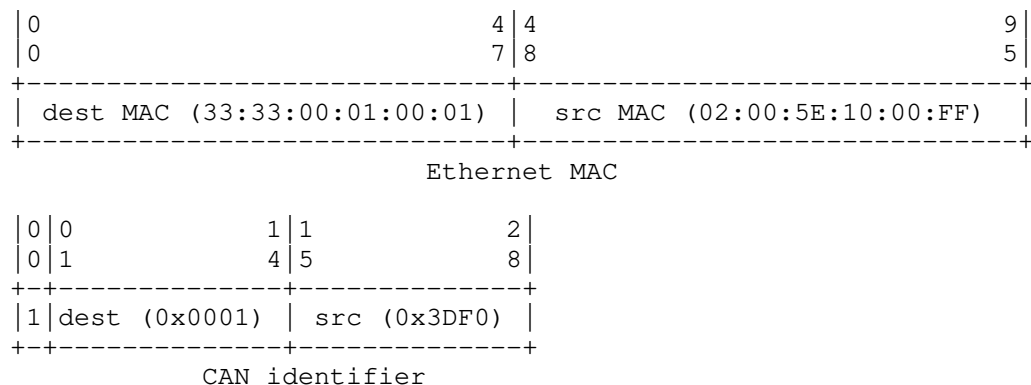 |0                             4|4                              9|
|0                             7|8                              5|
+------------------------------+-------------------------------+
| dest MAC (33:33:00:01:00:01) |  src MAC (02:00:5E:10:00:FF)  |
+------------------------------+-------------------------------+
Ethernet MAC
|0|0            1|1             2|
|0|1            4|5             8|
+-+--------------+--------------+
|1|dest (0x0001) | src (0x3DF0) |
+-+--------------+--------------+
CAN identifier